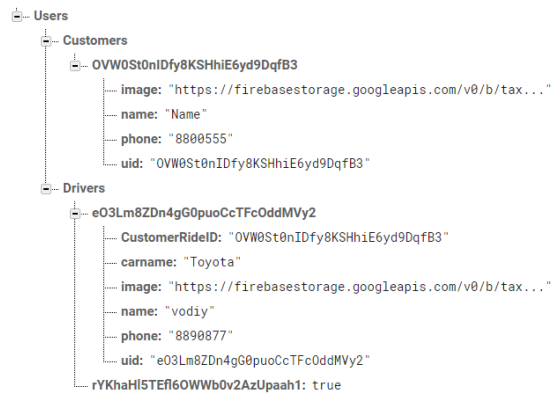 Users
Customers
OVW0St0nIDfy8KSHhiE6yd9DqfB3
image: "https://firebasestorage.googleapis.com/v0/b/tax..."
name: "Name"
phone: "8800555"
uid: "OVW0St0nIDfy8KSHhiE6yd9DqfB3"
Drivers
eO3Lm8ZDn4gG0puoCcTFcOddMVy2
CustomerRideID: "OVW0St0nIDfy8KSHhiE6yd9DqfB3"
carname: "Toyota"
image: "https://firebasestorage.googleapis.com/v0/b/tax..."
name: "vodiy"
phone: "8890877"
uid: "eO3Lm8ZDn4gG0puoCcTFcOddMVy2"
rYKhaHl5TEfl6OWWb0v2AzUpaah1: true